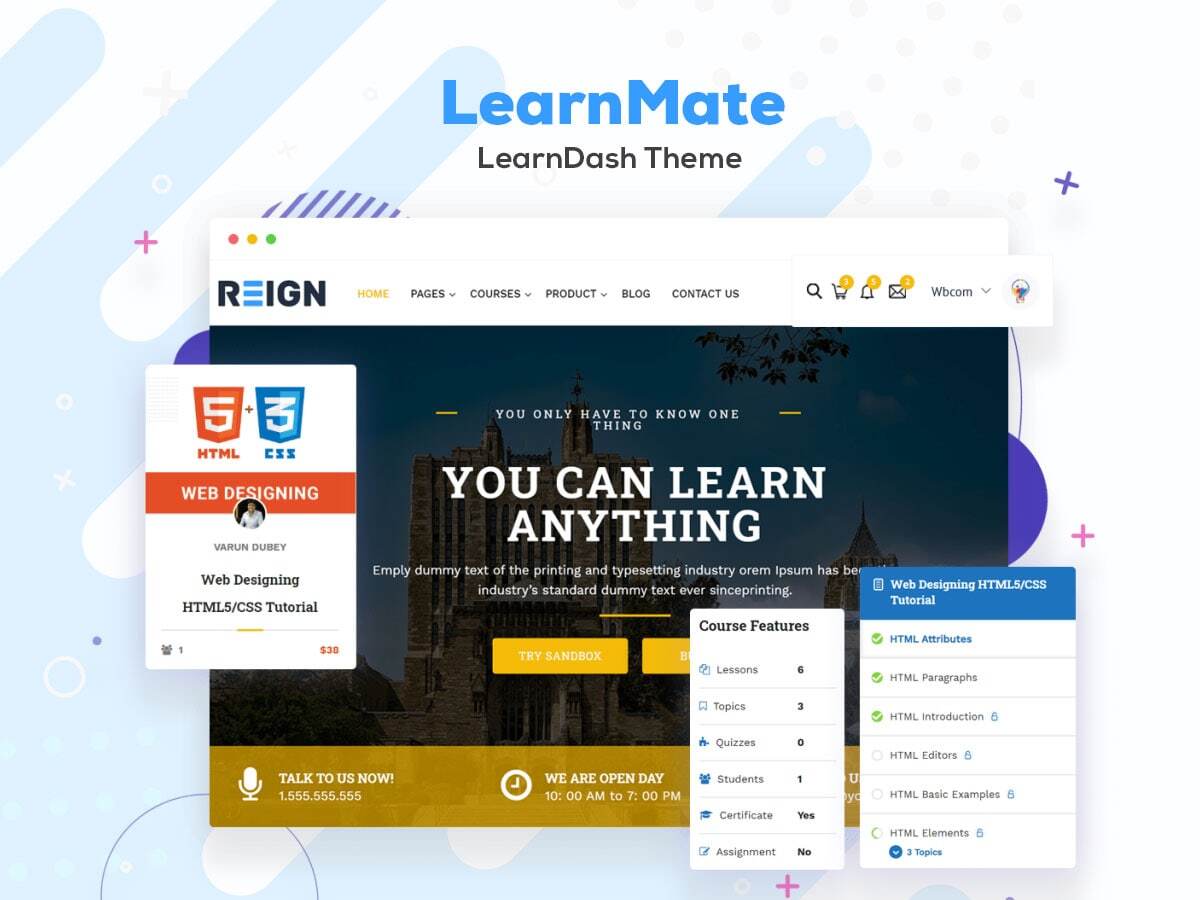 LearnMate
LearnDash Theme
REIGN
HOME
PAGES
COURSES
PRODUCT
BLOG
CONTACT US
3
5
2
Wbcom
5 + 3
HTML CSS
WEB DESIGNING
VARUN DUBEY
Web Designing
HTML5/CSS Tutorial
1
$38
YOU ONLY HAVE TO KNOW ONE
THING
YOU CAN LEARN
ANYTHING
Emply dummy text of the printing and typesetting industry orem Ipsum has
industry's standard dummy text ever sinceprinting.
TRY SANDBOX
TALK TO US NOW!
1.555.555.555
WE ARE OPEN DAY
10: 00 AM to 7: 00 PM
Course Features
Lessons 6
Topics 3
Quizzes 0
Students 1
Certificate Yes
Assignment No
Web Designing HTML5/CSS
Tutorial
HTML Attributes
HTML Paragraphs
HTML Introduction
HTML Editors
HTML Basic Examples
HTML Elements
3 Topics